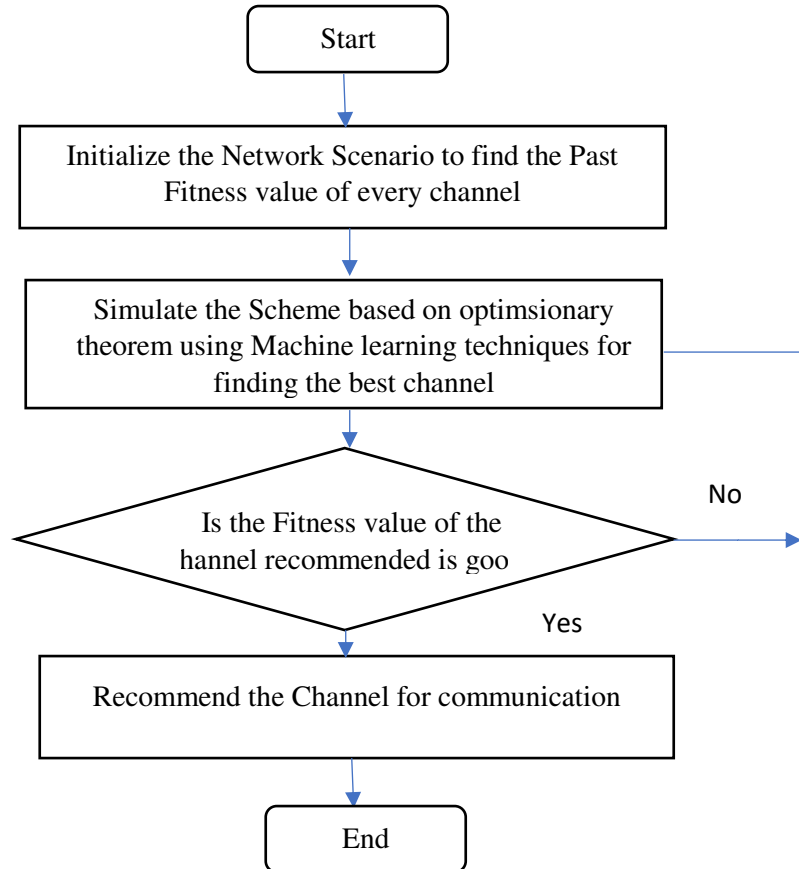 Start
Initialize the Network Scenario to find the Past
Fitness value of every channel
Simulate the Scheme based on optimsionary
theorem using Machine learning techniques for
finding the best channel
Is the Fitness value of the
hannel recommended is goo
No
Yes
Recommend the Channel for communication
End